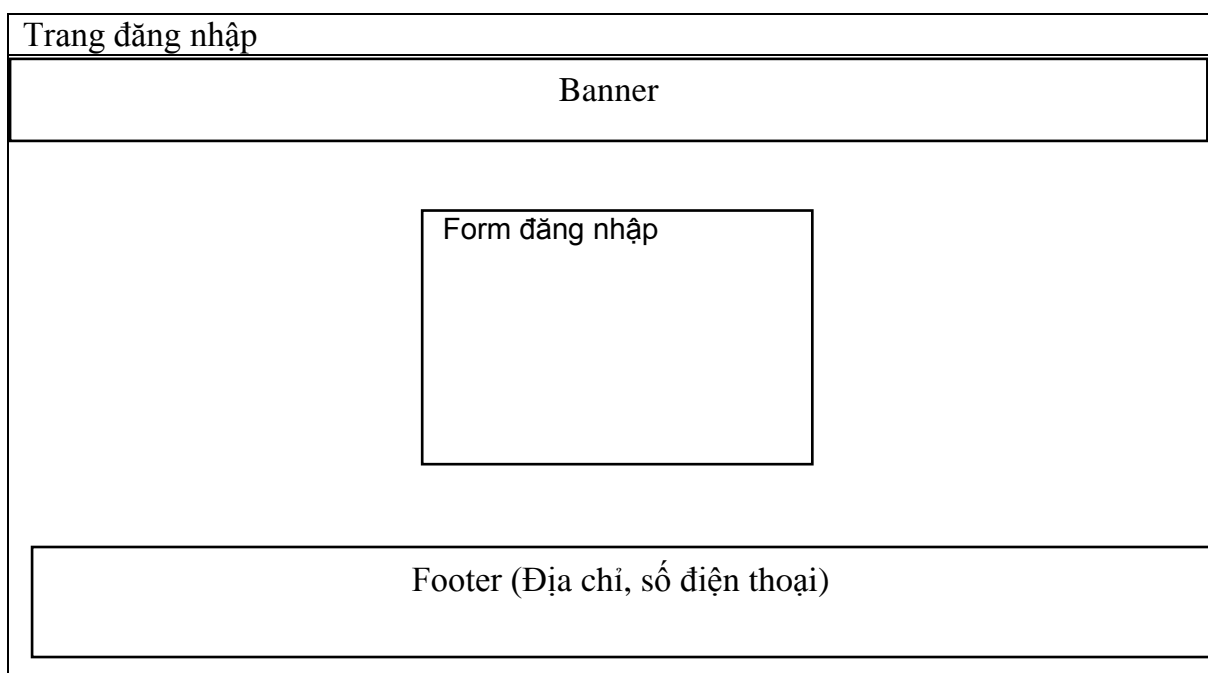 Trang đăng nhập
Banner
Form đăng nhập
Footer (Địa chỉ, số điện thoại)